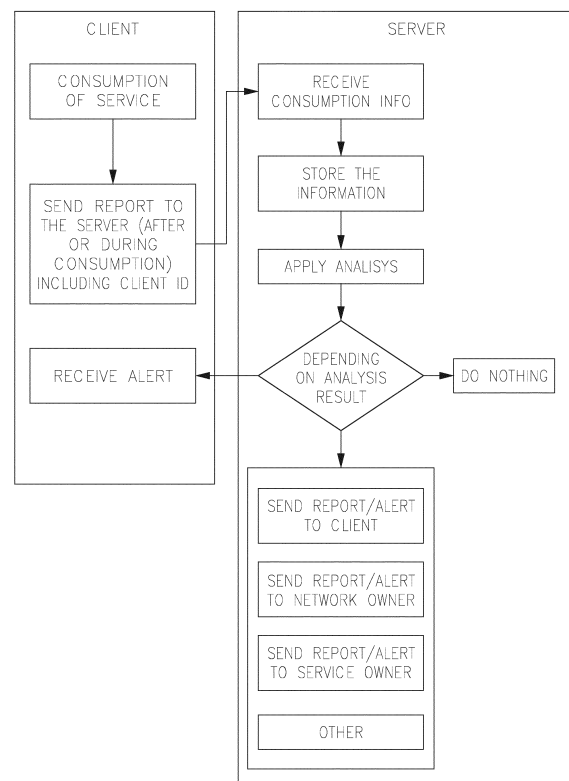 CLIENT
CONSUMPTION
OF SERVICE
SEND REPORT TO
THE SERVER (AFTER
OR DURING
CONSUMPTION)
INCLUDING CLIENT ID
RECEIVE ALERT
SERVER
RECEIVE
CONSUMPTION INFO
STORE THE
INFORMATION
APPLY ANALISYS
DEPENDING
ON ANALYSIS
RESULT
DO NOTHING
SEND REPORT/ALERT
TO CLIENT
SEND REPORT/ALERT
TO NETWORK OWNER
SEND REPORT/ALERT
TO SERVICE OWNER
OTHER